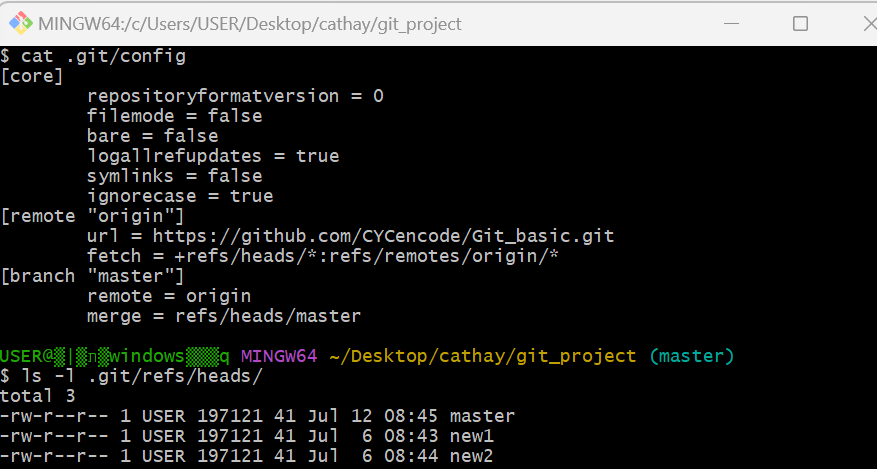 MINGW64:/c/Users/USER/Desktop/cathay/git_project
$ cat .git/config
[core]
        repositoryformatversion = 0
        filemode = false
        bare = false
        logallrefupdates = true
        symlinks = false
        ignorecase = true
[remote "origin"]
        url = https://github.com/CYCencode/Git_basic.git
        fetch = +refs/heads/*:refs/remotes/origin/*
[branch "master"]
        remote = origin
        merge = refs/heads/master
USER@▒|▒п▒windows▒▒▒q MINGW64 ~/Desktop/cathay/git_project (master)
$ ls -l .git/refs/heads/
total 3
-rw-r--r-- 1 USER 197121 41 Jul 12 08:45 master
-rw-r--r-- 1 USER 197121 41 Jul  6 08:43 new1
-rw-r--r-- 1 USER 197121 41 Jul  6 08:44 new2